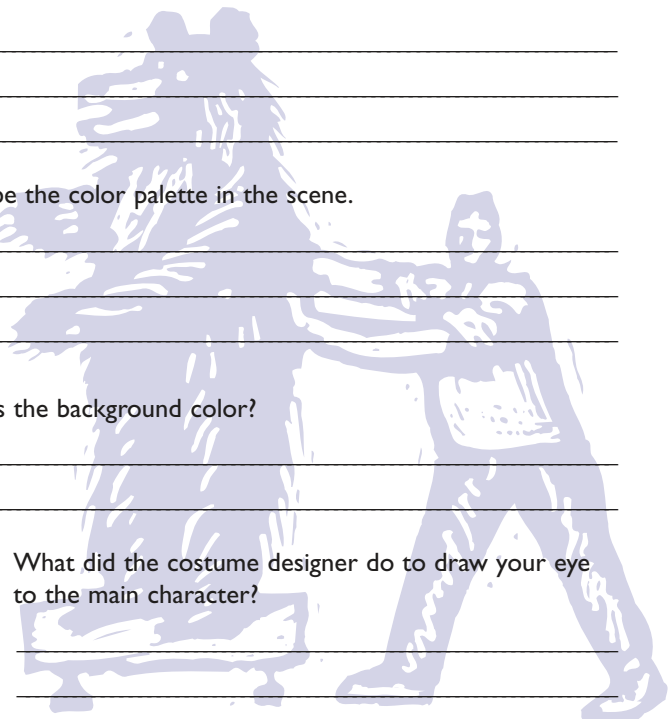 be the color palette in the scene.
s the background color?
What did the costume designer do to draw your eye
to the main character?